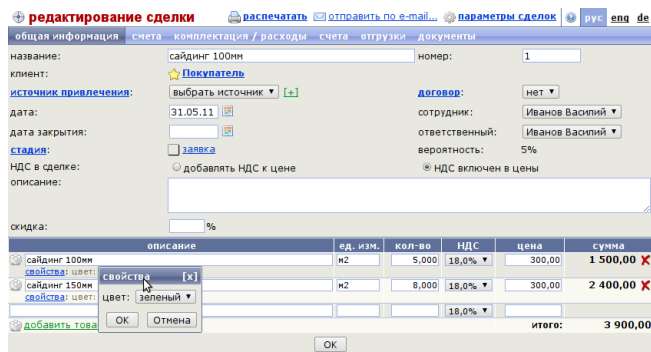 редактирование сделки распечатать отправить по e-mail... параметры сделок рус eng de
общая информация смета комплектация / расходы счета отгрузки документы
название: сайдинг 100мм номер: 1
клиент: Покупатель
источник привлечения: выбрать источник ▼ [+] договор: нет ▼
дата: 31.05.11 сотрудник: Иванов Василий ▼
дата закрытия: ответственный: Иванов Василий ▼
стадия: заявка вероятность: 5%
НДС в сделке: добавлять НДС к цене НДС включен в цены
описание:
скидка: %
описание ед. изм. кол-во НДС цена сумма
сайдинг 100мм м2 5,000 18,0% ▼ 300,00 1 500,00 X
свойства: цвет:
свойства [x]
сайдинг 150мм м2 8,000 18,0% ▼ 300,00 2 400,00 X
свойства: цвет:
цвет: зеленый ▼
18,0% ▼
OK Отмена
добавить това итого: 3 900,00
OK